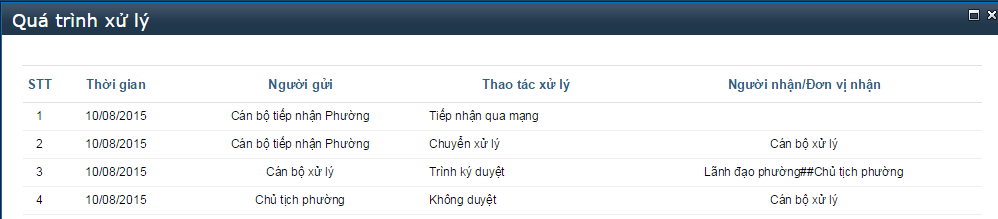 Quá trình xử lý
STT Thời gian Người gửi Thao tác xử lý Người nhận/Đơn vị nhận
1 10/08/2015 Cán bộ tiếp nhận Phường Tiếp nhận qua mạng
2 10/08/2015 Cán bộ tiếp nhận Phường Chuyển xử lý Cán bộ xử lý
3 10/08/2015 Cán bộ xử lý Trình ký duyệt Lãnh đạo phường##Chủ tịch phường
4 10/08/2015 Chủ tịch phường Không duyệt Cán bộ xử lý